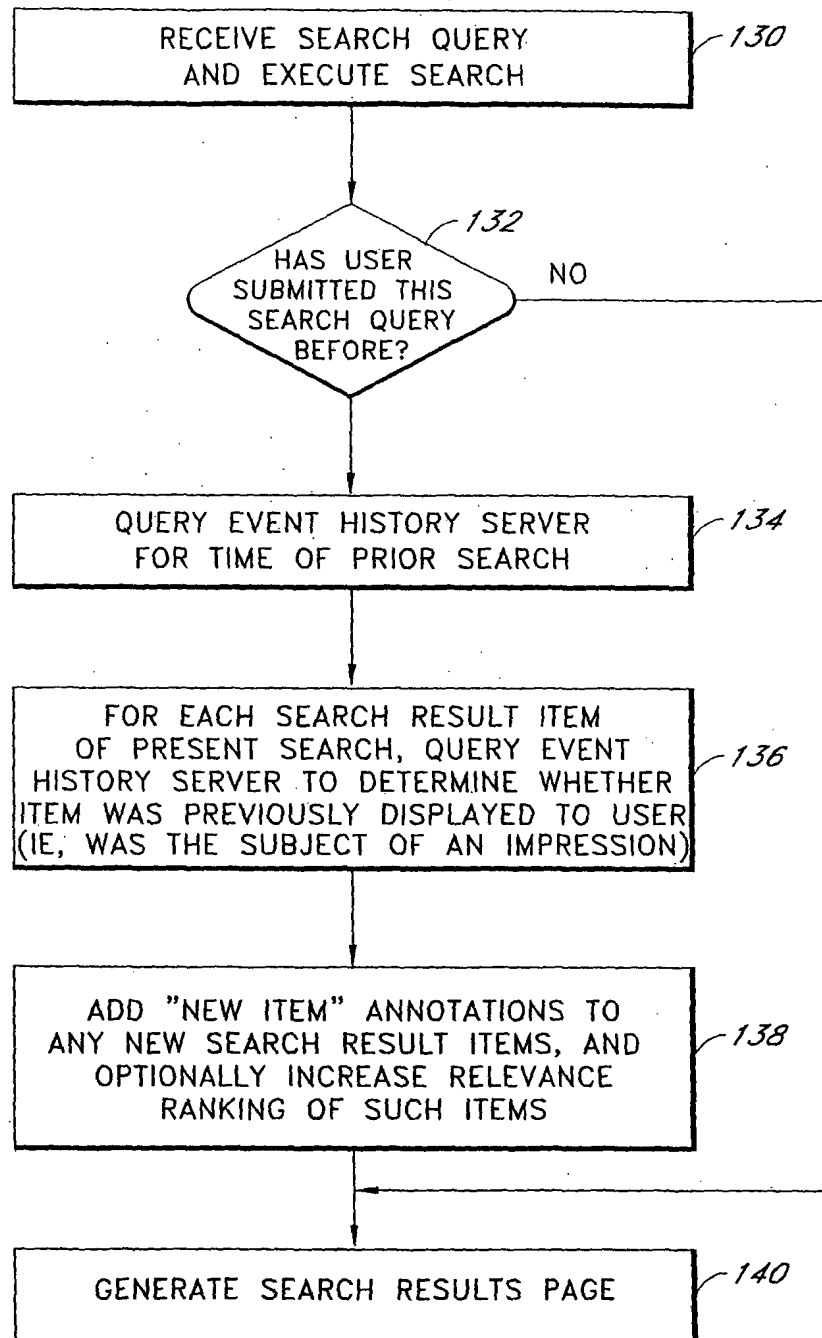 RECEIVE SEARCH QUERY
AND EXECUTE SEARCH
130
132
HAS USER
SUBMITTED THIS
SEARCH QUERY
BEFORE?
NO
QUERY EVENT HISTORY SERVER
FOR TIME OF PRIOR SEARCH
134
FOR EACH SEARCH RESULT ITEM
OF PRESENT SEARCH, QUERY EVENT
HISTORY SERVER TO DETERMINE WHETHER
ITEM WAS PREVIOUSLY DISPLAYED TO USER
(IE, WAS THE SUBJECT OF AN IMPRESSION)
136
ADD "NEW ITEM" ANNOTATIONS TO
ANY NEW SEARCH RESULT ITEMS, AND
OPTIONALLY INCREASE RELEVANCE
RANKING OF SUCH ITEMS
138
GENERATE SEARCH RESULTS PAGE
140